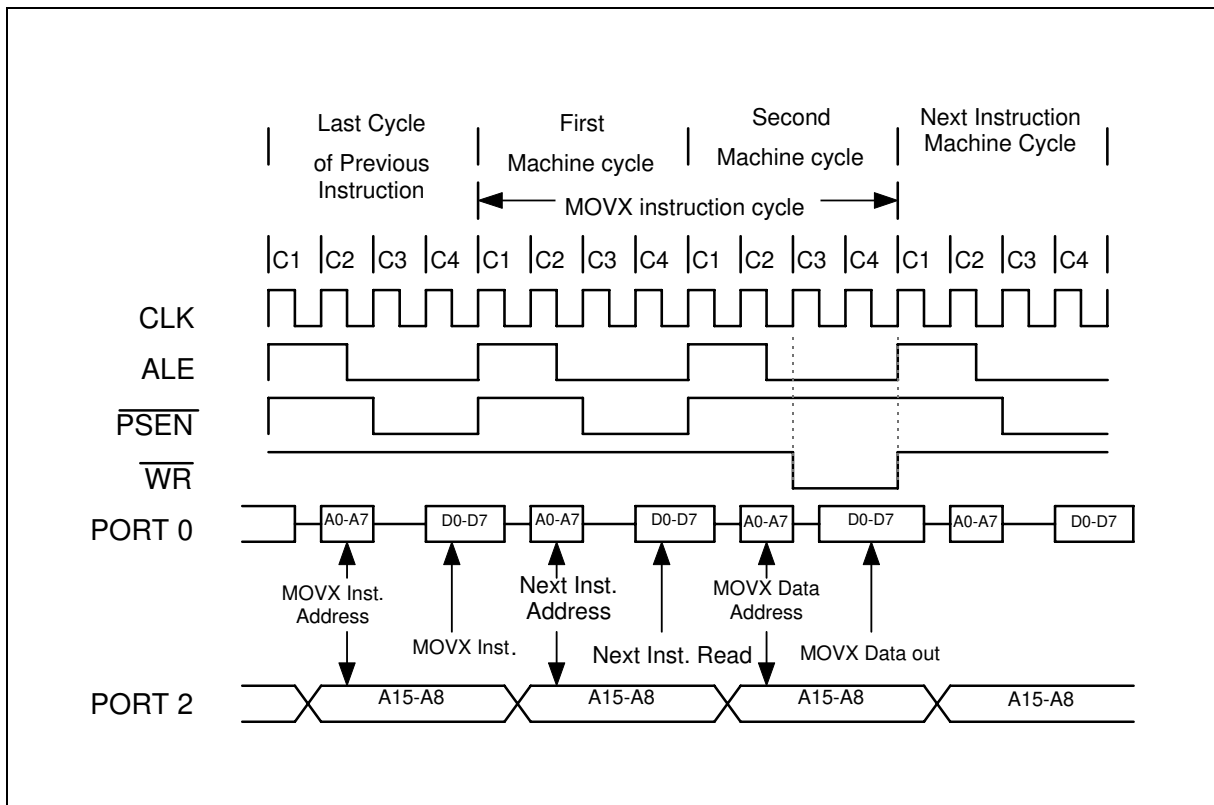 Last Cycle
of Previous
Instruction
First
Machine cycle
Second
Machine cycle
Next Instruction
Machine Cycle
MOVX instruction cycle
C1 C2 C3 C4 C1 C2 C3 C4 C1 C2 C3 C4 C1 C2 C3 C4
CLK
ALE
PSEN
WR
PORT 0
A0-A7 D0-D7 A0-A7 D0-D7 A0-A7 D0-D7 A0-A7 D0-D7
MOVX Inst.
Address
MOVX Inst.
Next Inst.
Address
Next Inst. Read
MOVX Data
Address
MOVX Data out
PORT 2
A15-A8 A15-A8 A15-A8 A15-A8